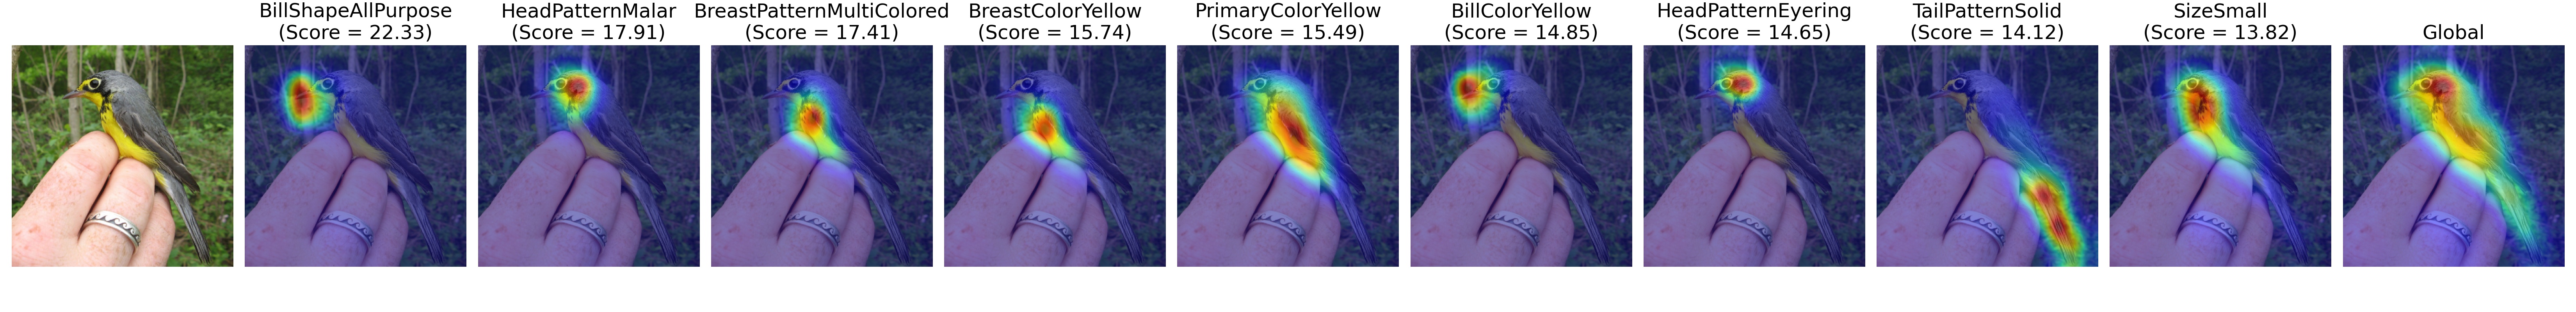 BillShapeAllPurpose
(Score = 22.33)
HeadPatternMalar
(Score = 17.91)
BreastPatternMultiColored
(Score = 17.41)
BreastColorYellow
(Score = 15.74)
PrimaryColorYellow
(Score = 15.49)
BillColorYellow
(Score = 14.85)
HeadPatternEyering
(Score = 14.65)
TailPatternSolid
(Score = 14.12)
SizeSmall
(Score = 13.82)
Global